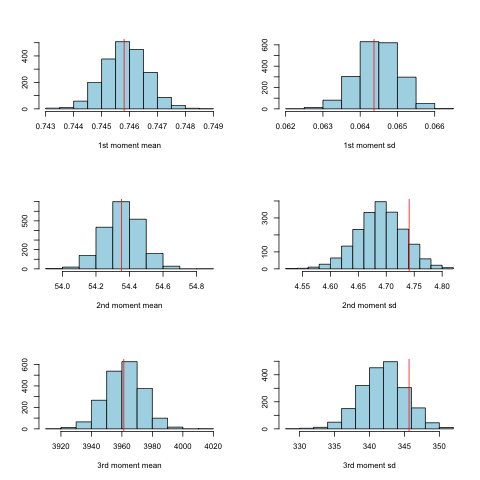 0 200 400
0.743 0.744 0.745 0.746 0.747 0.748 0.749
1st moment mean
0 200 400 600
0.062 0.063 0.064 0.065 0.066
1st moment sd
0 200 500
54.0 54.2 54.4 54.6 54.8
2nd moment mean
0 100 300
4.55 4.60 4.65 4.70 4.75 4.80
2nd moment sd
0 200 400 600
3920 3940 3960 3980 4000 4020
3rd moment mean
0 200 400
330 335 340 345 350
3rd moment sd